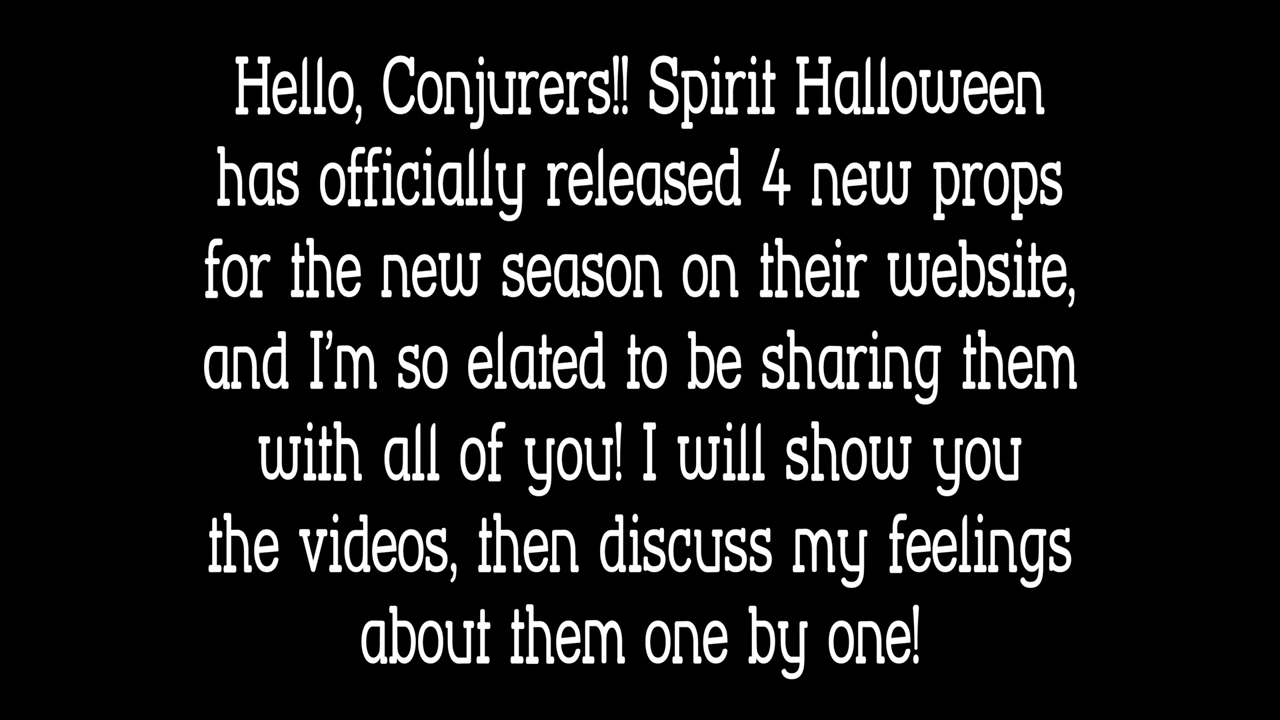 Hello, Conjurers!! Spirit Halloween
has officially released 4 new props
for the new season on their website,
and I'm so elated to be sharing them
with all of you! I will show you
the videos, then discuss my feelings
about them one by one!